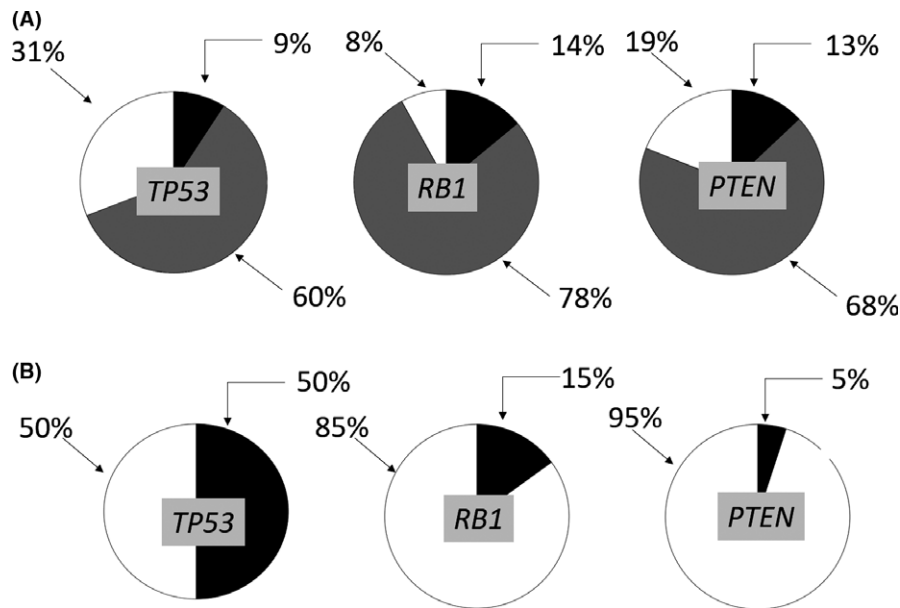 (A)
31% 9% 8% 14% 19% 13%
TP53 RB1 PTEN
60% 78% 68%
(B)
50% 50% 85% 15% 95% 5%
TP53 RB1 PTEN